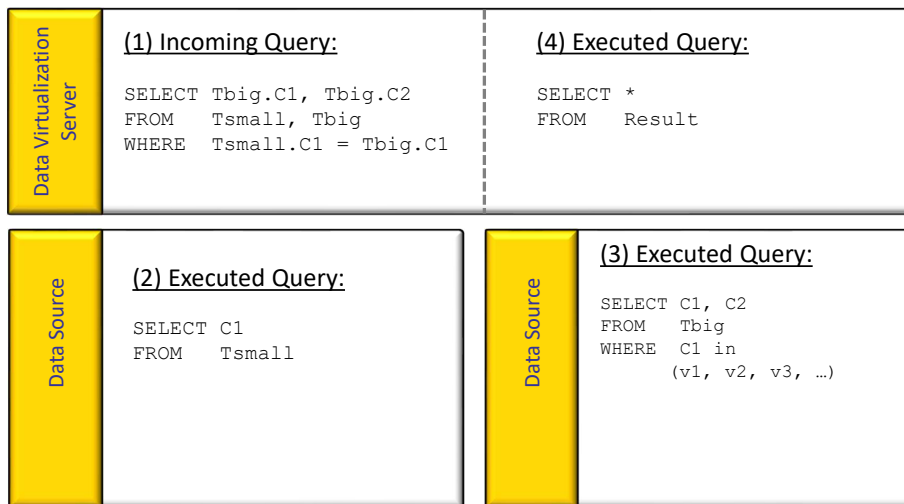 Data Virtualization
Server
(1) Incoming Query:
SELECT Tbig.C1, Tbig.C2
FROM   Tsmall, Tbig
WHERE  Tsmall.C1 = Tbig.C1
(4) Executed Query:
SELECT *
FROM   Result
Data Source
(2) Executed Query:
SELECT C1
FROM   Tsmall
Data Source
(3) Executed Query:
SELECT C1, C2
FROM   Tbig
WHERE  C1 in
(v1, v2, v3, …)